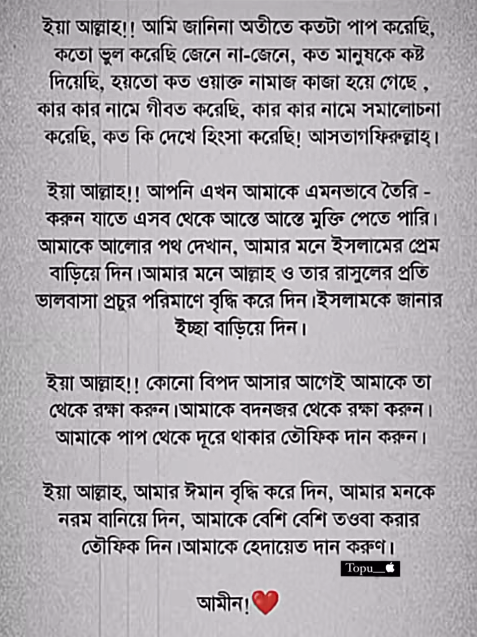 ইয়া আল্লাহ!! আমি জানিনা অতীতে কতটা পাপ করেছি,
কতো ভুল করেছি জেনে না-জেনে, কত মানুষকে কষ্ট
দিয়েছি, হয়তো কত ওয়াক্ত নামাজ কাজা হয়ে গেছে ,
কার কার নামে গীবত করেছি, কার কার নামে সমালোচনা
করেছি, কত কি দেখে হিংসা করেছি! আসতাগফিরুল্লাহ্।
ইয়া আল্লাহ!! আপনি এখন আমাকে এমনভাবে তৈরি -
করুন যাতে এসব থেকে আস্তে আস্তে মুক্তি পেতে পারি।
আমাকে আলোর পথ দেখান, আমার মনে ইসলামের প্রেম
বাড়িয়ে দিন।আমার মনে আল্লাহ ও তার রাসুলের প্রতি
ভালবাসা প্রচুর পরিমাণে বৃদ্ধি করে দিন।ইসলামকে জানার
ইচ্ছা বাড়িয়ে দিন।
ইয়া আল্লাহ!! কোনো বিপদ আসার আগেই আমাকে তা
থেকে রক্ষা করুন।আমাকে বদনজর থেকে রক্ষা করুন।
আমাকে পাপ থেকে দূরে থাকার তৌফিক দান করুন।
ইয়া আল্লাহ, আমার ঈমান বৃদ্ধি করে দিন, আমার মনকে
নরম বানিয়ে দিন, আমাকে বেশি বেশি তওবা করার
তৌফিক দিন।আমাকে হেদায়েত দান করুণ।
Topu__
আমীন!❤️